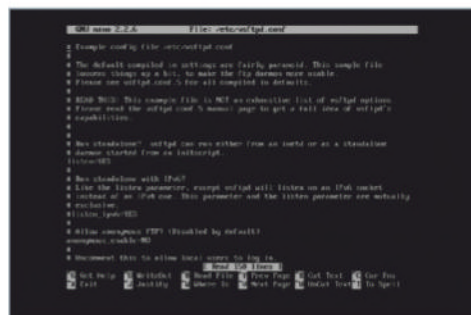 GNU nano 2.2.6 File: /etc/vsftpd.conf
# Example config file /etc/vsftpd.conf
#
# The default compiled in settings are fairly paranoid. This sample file
# loosens things up a bit, to make the ftp daemon more usable.
# Please see vsftpd.conf.5 for all compiled in defaults.
#
# READ THIS: This example file is NOT an exhaustive list of vsftpd options.
# Please read the vsftpd.conf.5 manual page to get a full idea of vsftpd's
# capabilities.
#
#
# Run standalone? vsftpd can run either from an inetd or as a standalone
# daemon started from an initscript.
listen=YES
#
# Run standalone with IPv6?
# Like the listen parameter, except vsftpd will listen on an IPv6 socket
# instead of an IPv4 one. This parameter and the listen parameter are mutually
# exclusive.
#listen_ipv6=YES
#
# Allow anonymous FTP? (Disabled by default)
anonymous_enable=NO
#
# Uncomment this to allow local users to log in.
[ Read 150 lines ]
^G Get Help ^O WriteOut ^R Read File ^Y Prev Page ^K Cut Text ^C Cur Pos
^X Exit ^J Justify ^W Where Is ^V Next Page ^U UnCut Text ^T To Spell